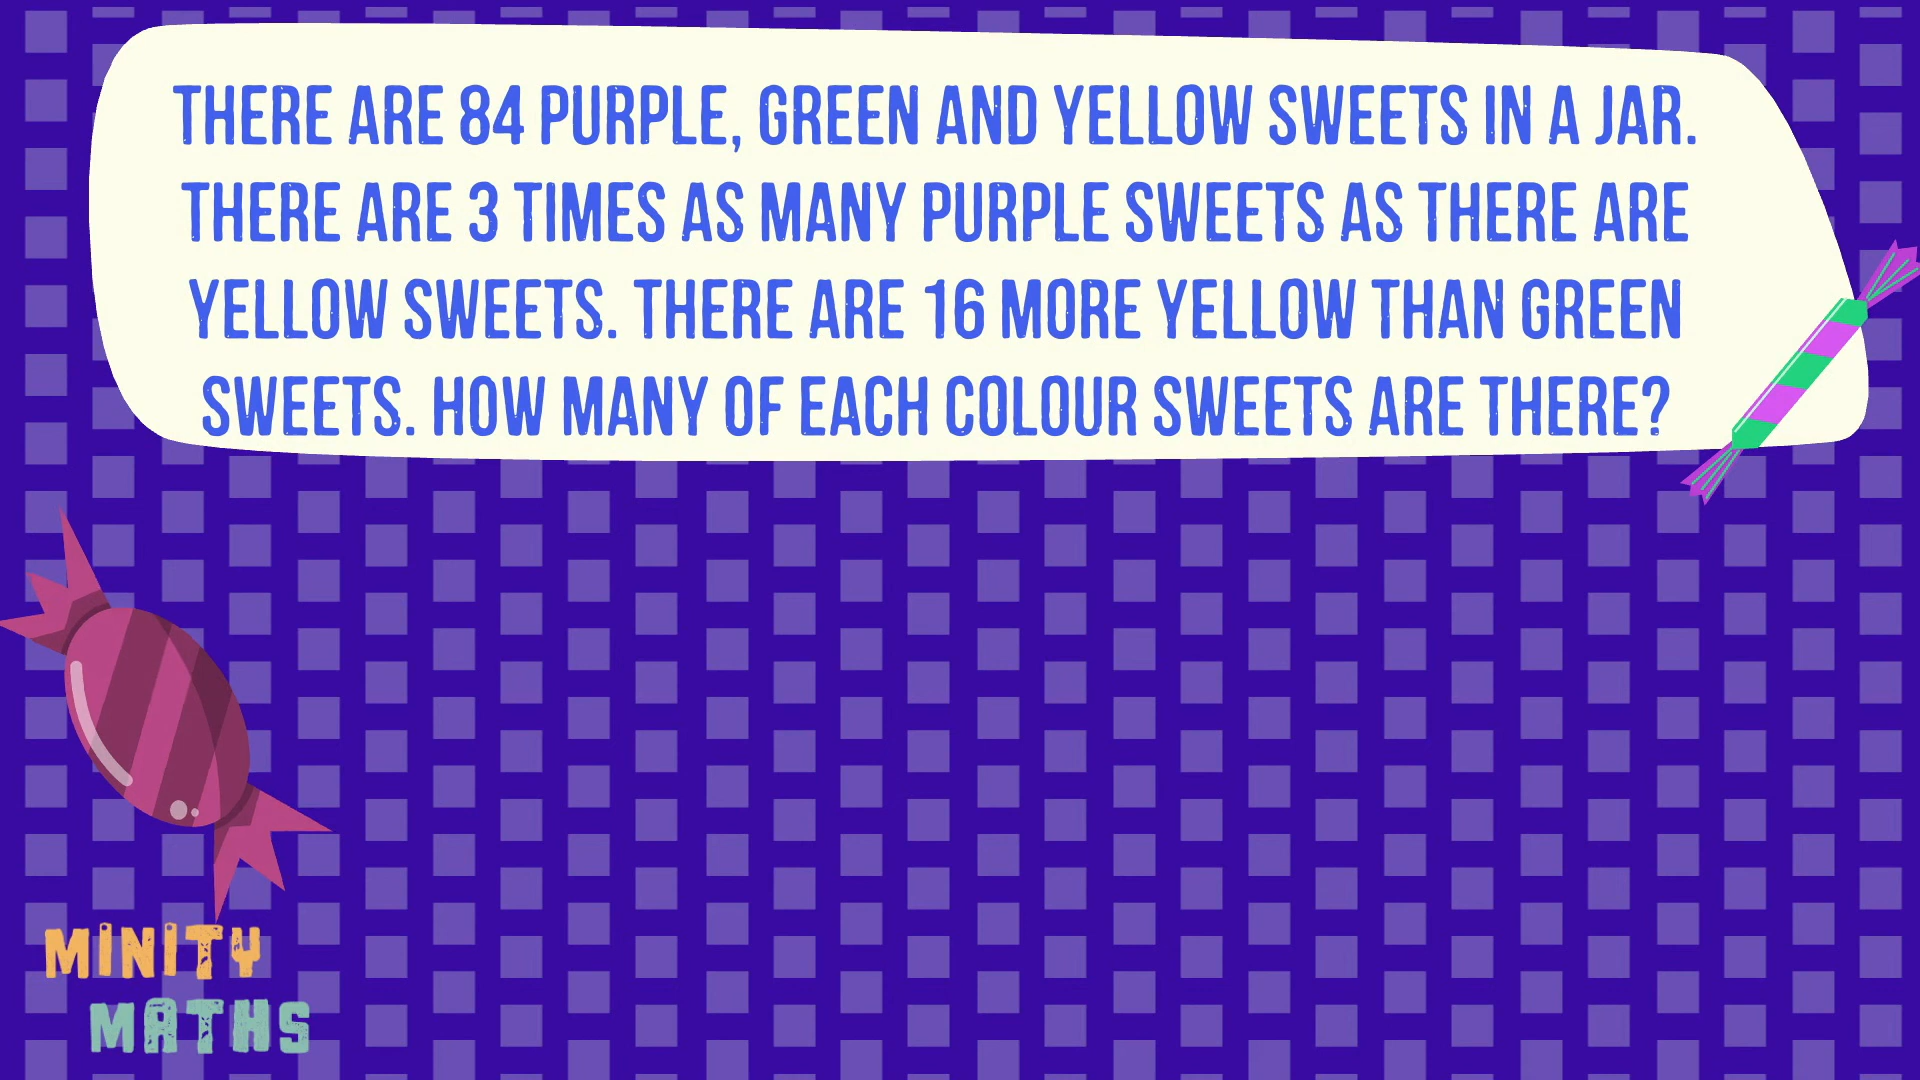 THERE ARE 84 PURPLE, GREEN AND YELLOW SWEETS IN A JAR.
THERE ARE 3 TIMES AS MANY PURPLE SWEETS AS THERE ARE
YELLOW SWEETS. THERE ARE 16 MORE YELLOW THAN GREEN
SWEETS. HOW MANY OF EACH COLOUR SWEETS ARE THERE?
MINITY
MATHS